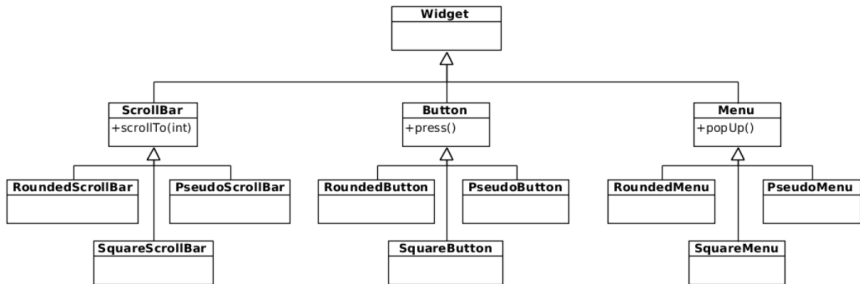 Widget
ScrollBar
+scrollTo(int)
Button
+press()
Menu
+popUp()
RoundedScrollBar
PseudoScrollBar
RoundedButton
PseudoButton
RoundedMenu
PseudoMenu
SquareScrollBar
SquareButton
SquareMenu